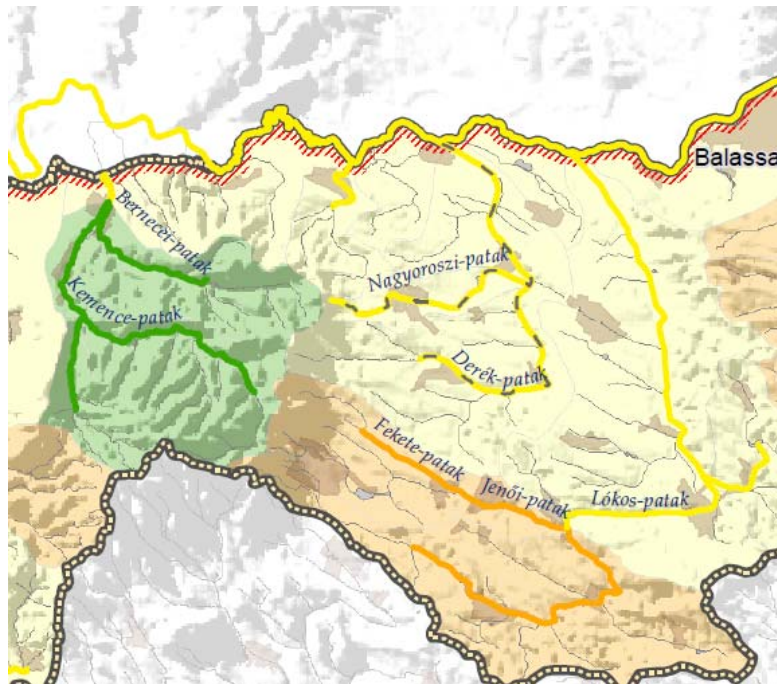 Balassa
Bernecei-patak
Nagyoroszi-patak
Kemence-patak
Derék-patak
Fekete-patak
Jenői-patak
Lókos-patak